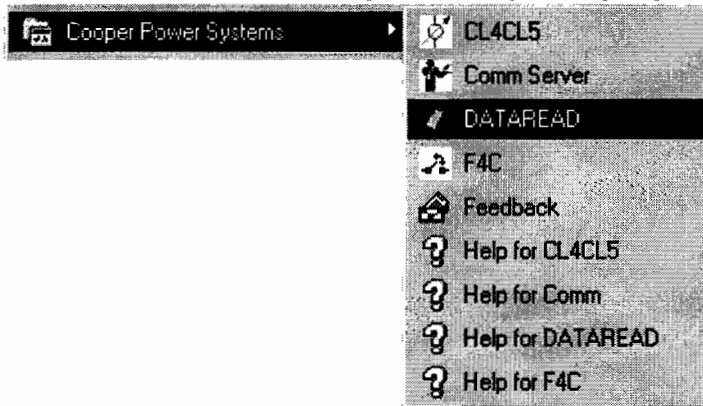 Cooper Power Systems
CL4CL5
Comm Server
DATAREAD
F4C
Feedback
Help for CL4CL5
Help for Comm
Help for DATAREAD
Help for F4C